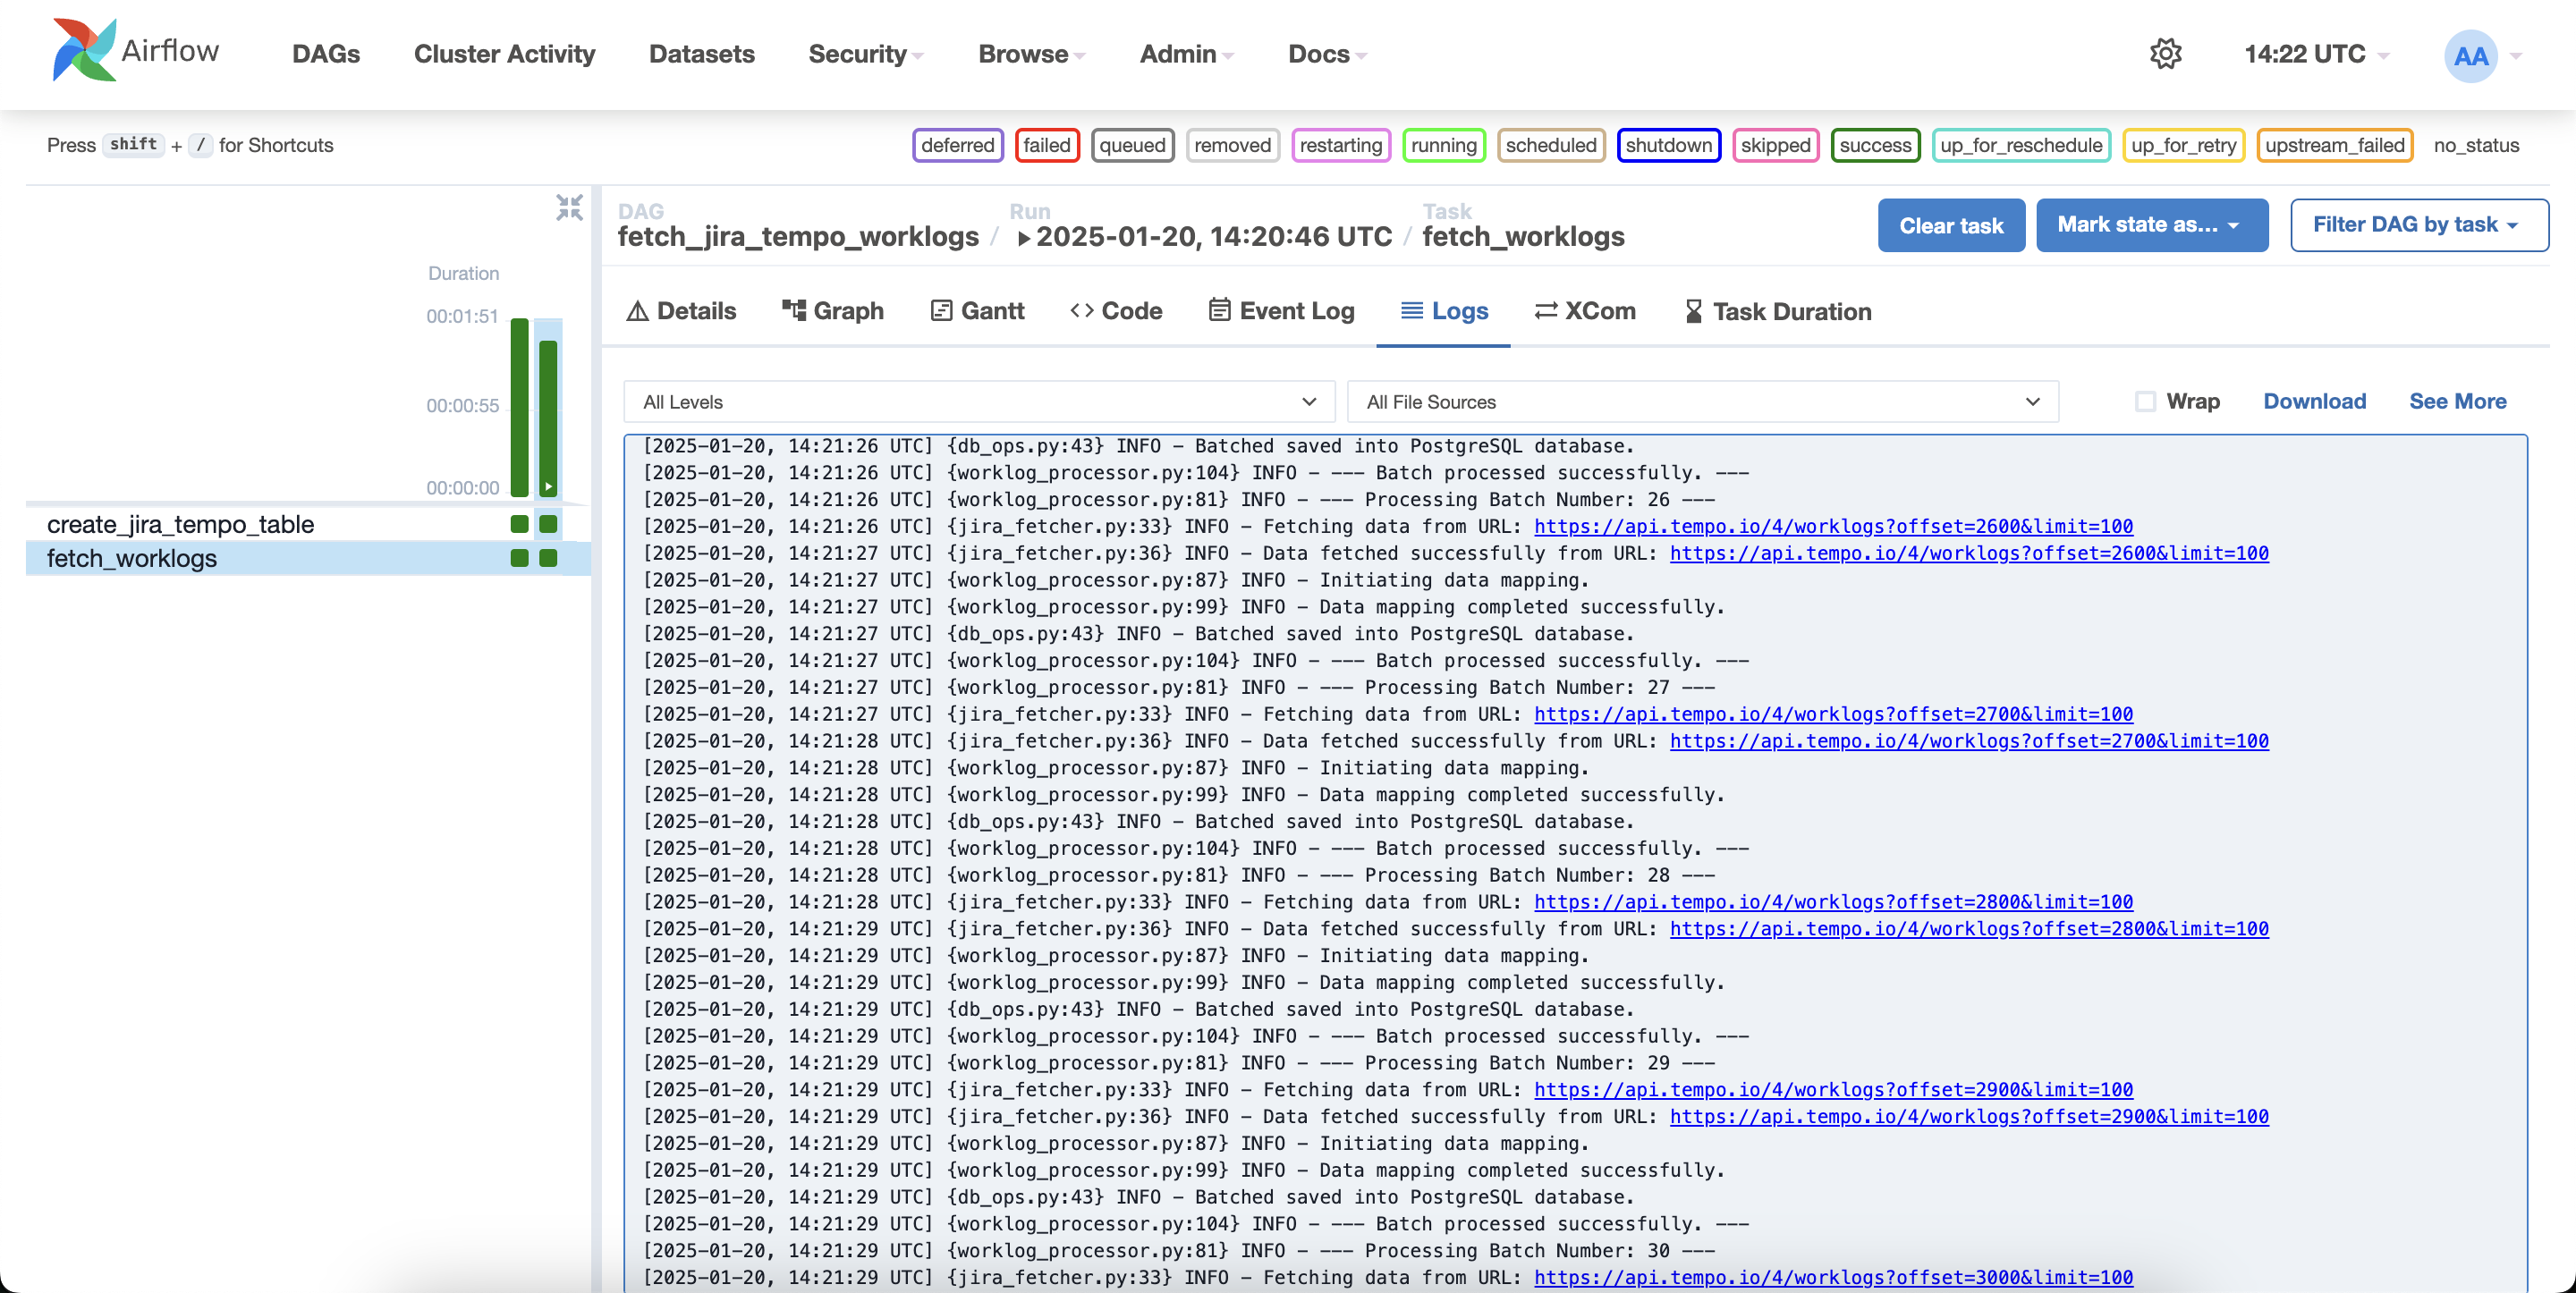 Airflow DAGs Cluster Activity Datasets Security Browse Admin Docs 14:22 UTC AA
Press shift + / for Shortcuts deferred failed queued removed restarting running scheduled shutdown skipped success up_for_reschedule up_for_retry upstream_failed no_status
Duration
00:01:51
00:00:55
00:00:00
create_jira_tempo_table
fetch_worklogs
DAG Run Task
fetch_jira_tempo_worklogs / 2025-01-20, 14:20:46 UTC / fetch_worklogs
Clear task Mark state as... Filter DAG by task
Details Graph Gantt Code Event Log Logs XCom Task Duration
All Levels All File Sources Wrap Download See More
[2025-01-20, 14:21:26 UTC] {db_ops.py:43} INFO - Batched saved into PostgreSQL database.
[2025-01-20, 14:21:26 UTC] {worklog_processor.py:104} INFO - --- Batch processed successfully. ---
[2025-01-20, 14:21:26 UTC] {worklog_processor.py:81} INFO - --- Processing Batch Number: 26 ---
[2025-01-20, 14:21:26 UTC] {jira_fetcher.py:33} INFO - Fetching data from URL: https://api.tempo.io/4/worklogs?offset=2600&limit=100
[2025-01-20, 14:21:27 UTC] {jira_fetcher.py:36} INFO - Data fetched successfully from URL: https://api.tempo.io/4/worklogs?offset=2600&limit=100
[2025-01-20, 14:21:27 UTC] {worklog_processor.py:87} INFO - Initiating data mapping.
[2025-01-20, 14:21:27 UTC] {worklog_processor.py:99} INFO - Data mapping completed successfully.
[2025-01-20, 14:21:27 UTC] {db_ops.py:43} INFO - Batched saved into PostgreSQL database.
[2025-01-20, 14:21:27 UTC] {worklog_processor.py:104} INFO - --- Batch processed successfully. ---
[2025-01-20, 14:21:27 UTC] {worklog_processor.py:81} INFO - --- Processing Batch Number: 27 ---
[2025-01-20, 14:21:27 UTC] {jira_fetcher.py:33} INFO - Fetching data from URL: https://api.tempo.io/4/worklogs?offset=2700&limit=100
[2025-01-20, 14:21:28 UTC] {jira_fetcher.py:36} INFO - Data fetched successfully from URL: https://api.tempo.io/4/worklogs?offset=2700&limit=100
[2025-01-20, 14:21:28 UTC] {worklog_processor.py:87} INFO - Initiating data mapping.
[2025-01-20, 14:21:28 UTC] {worklog_processor.py:99} INFO - Data mapping completed successfully.
[2025-01-20, 14:21:28 UTC] {db_ops.py:43} INFO - Batched saved into PostgreSQL database.
[2025-01-20, 14:21:28 UTC] {worklog_processor.py:104} INFO - --- Batch processed successfully. ---
[2025-01-20, 14:21:28 UTC] {worklog_processor.py:81} INFO - --- Processing Batch Number: 28 ---
[2025-01-20, 14:21:28 UTC] {jira_fetcher.py:33} INFO - Fetching data from URL: https://api.tempo.io/4/worklogs?offset=2800&limit=100
[2025-01-20, 14:21:29 UTC] {jira_fetcher.py:36} INFO - Data fetched successfully from URL: https://api.tempo.io/4/worklogs?offset=2800&limit=100
[2025-01-20, 14:21:29 UTC] {worklog_processor.py:87} INFO - Initiating data mapping.
[2025-01-20, 14:21:29 UTC] {worklog_processor.py:99} INFO - Data mapping completed successfully.
[2025-01-20, 14:21:29 UTC] {db_ops.py:43} INFO - Batched saved into PostgreSQL database.
[2025-01-20, 14:21:29 UTC] {worklog_processor.py:104} INFO - --- Batch processed successfully. ---
[2025-01-20, 14:21:29 UTC] {worklog_processor.py:81} INFO - --- Processing Batch Number: 29 ---
[2025-01-20, 14:21:29 UTC] {jira_fetcher.py:33} INFO - Fetching data from URL: https://api.tempo.io/4/worklogs?offset=2900&limit=100
[2025-01-20, 14:21:29 UTC] {jira_fetcher.py:36} INFO - Data fetched successfully from URL: https://api.tempo.io/4/worklogs?offset=2900&limit=100
[2025-01-20, 14:21:29 UTC] {worklog_processor.py:87} INFO - Initiating data mapping.
[2025-01-20, 14:21:29 UTC] {worklog_processor.py:99} INFO - Data mapping completed successfully.
[2025-01-20, 14:21:29 UTC] {db_ops.py:43} INFO - Batched saved into PostgreSQL database.
[2025-01-20, 14:21:29 UTC] {worklog_processor.py:104} INFO - --- Batch processed successfully. ---
[2025-01-20, 14:21:29 UTC] {worklog_processor.py:81} INFO - --- Processing Batch Number: 30 ---
[2025-01-20, 14:21:29 UTC] {jira_fetcher.py:33} INFO - Fetching data from URL: https://api.tempo.io/4/worklogs?offset=3000&limit=100